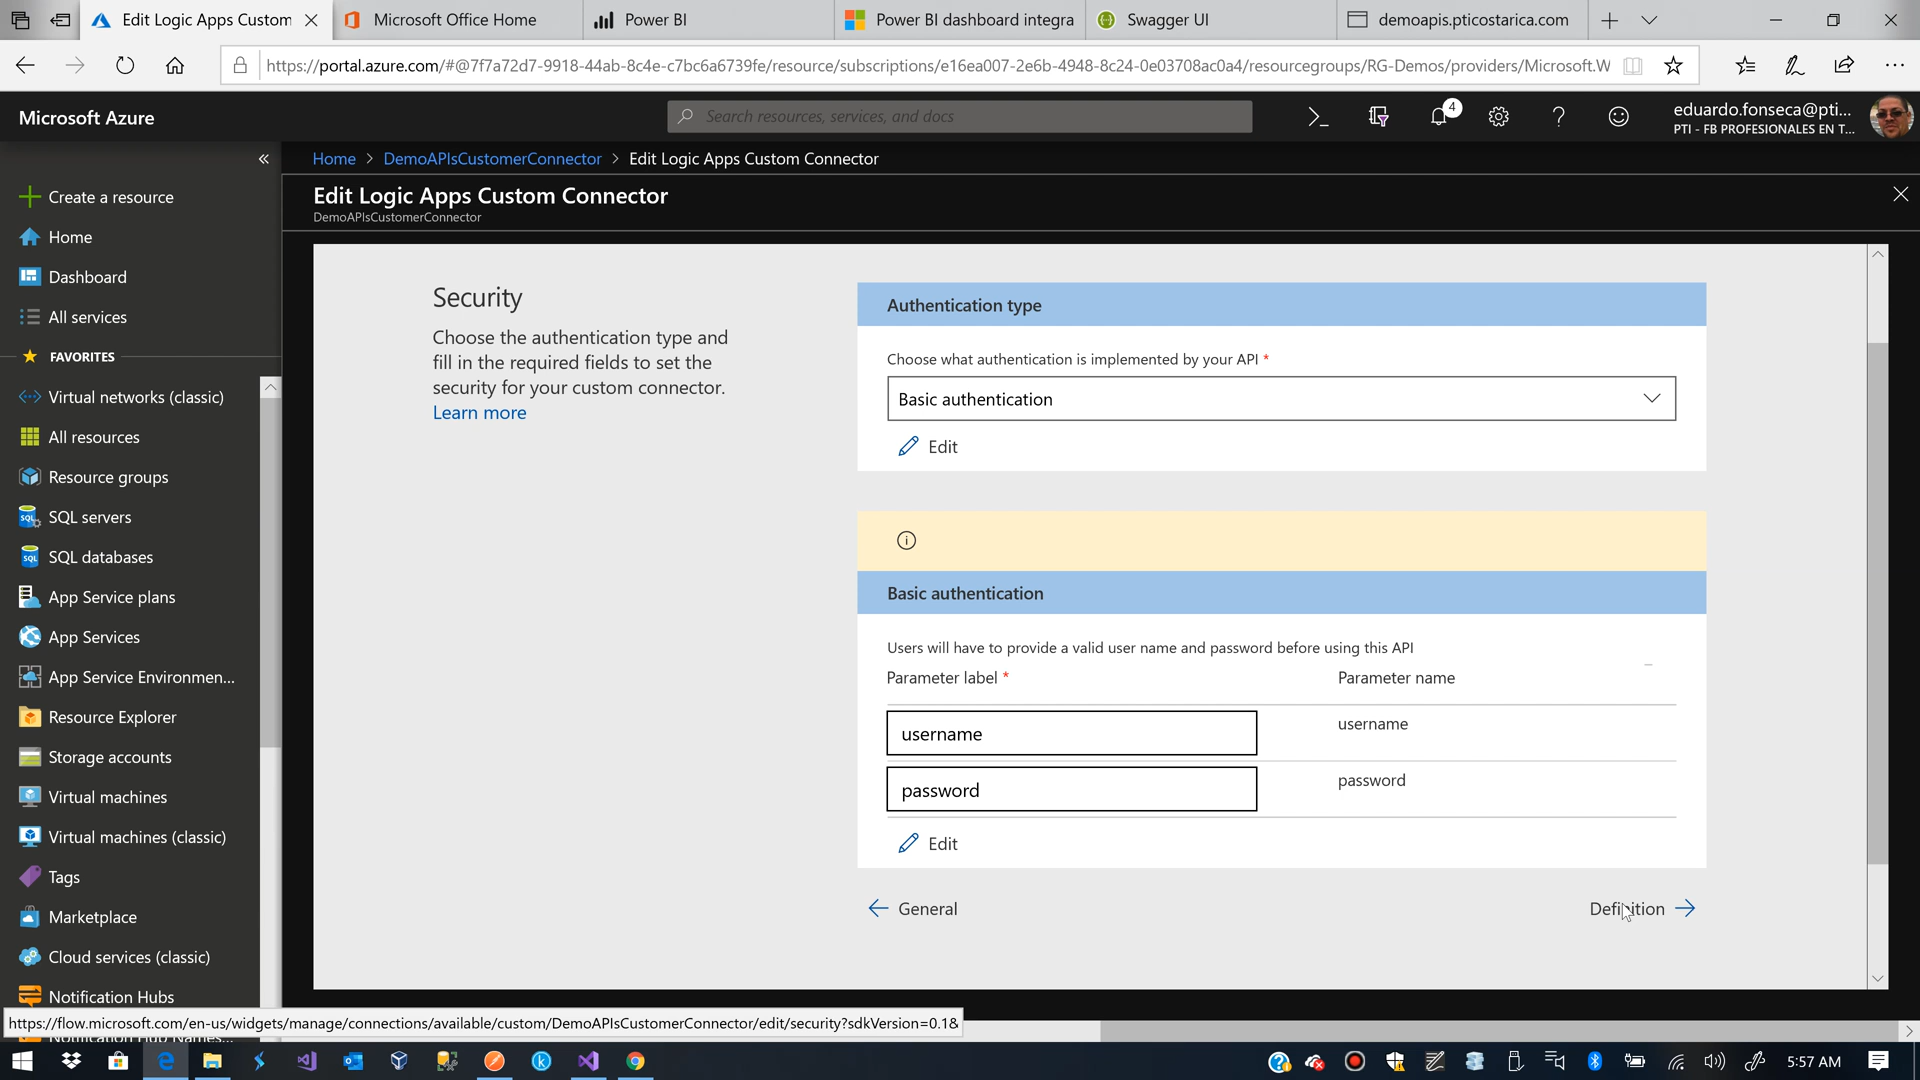 Edit Logic Apps Custom
Microsoft Office Home
Power BI
Power BI dashboard integra
Swagger UI
demoapis.pticostarica.com
https://portal.azure.com/#@7f7a72d7-9918-44ab-8c4e-c7bc6a6739fe/resource/subscriptions/e16ea007-2e6b-4948-8c24-0e03708ac0a4/resourcegroups/RG-Demos/providers/Microsoft.W
Microsoft Azure
Search resources, services, and docs
4
eduardo.fonseca@pti...
PTI - FB PROFESIONALES EN T...
Home > DemoAPIsCustomerConnector > Edit Logic Apps Custom Connector
Edit Logic Apps Custom Connector
DemoAPIsCustomerConnector
Create a resource
Home
Dashboard
All services
FAVORITES
Virtual networks (classic)
All resources
Resource groups
SQL servers
SQL databases
App Service plans
App Services
App Service Environmen...
Resource Explorer
Storage accounts
Virtual machines
Virtual machines (classic)
Tags
Marketplace
Cloud services (classic)
Notification Hubs
Security
Choose the authentication type and
fill in the required fields to set the
security for your custom connector.
Learn more
Authentication type
Choose what authentication is implemented by your API *
Basic authentication
Edit
Basic authentication
Users will have to provide a valid user name and password before using this API
Parameter label *
Parameter name
username
username
password
password
Edit
General
Definition
https://flow.microsoft.com/en-us/widgets/manage/connections/available/custom/DemoAPIsCustomerConnector/edit/security?sdkVersion=0.1&
5:57 AM